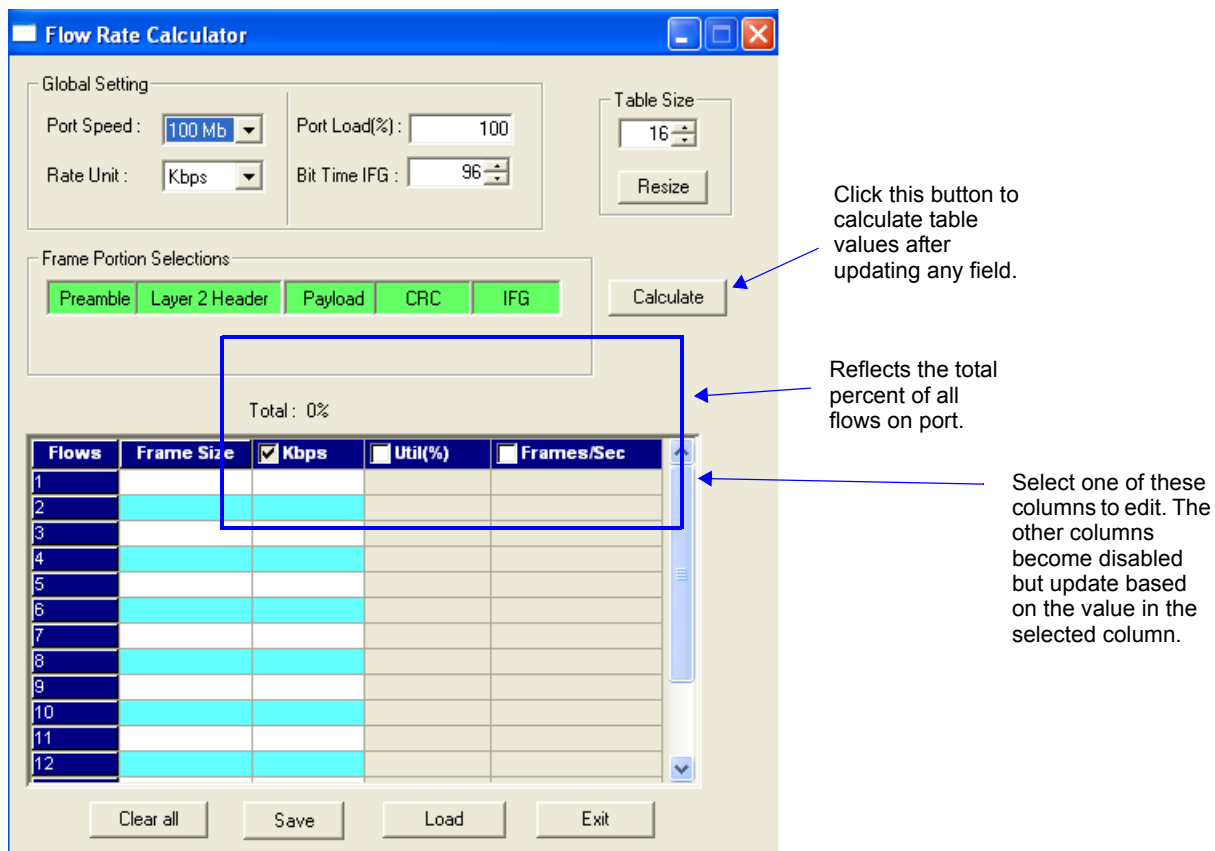 Flow Rate Calculator
Global Setting
Port Speed : 100 Mb
Port Load(%) : 100
Rate Unit : Kbps
Bit Time IFG : 96
Table Size
16
Resize
Frame Portion Selections
Preamble Layer 2 Header Payload CRC IFG
Calculate
Total : 0%
Flows Frame Size Kbps Util(%) Frames/Sec
1
2
3
4
5
6
7
8
9
10
11
12
Clear all Save Load Exit
Click this button to
calculate table
values after
updating any field.
Reflects the total
percent of all
flows on port.
Select one of these
columns to edit. The
other columns
become disabled
but update based
on the value in the
selected column.